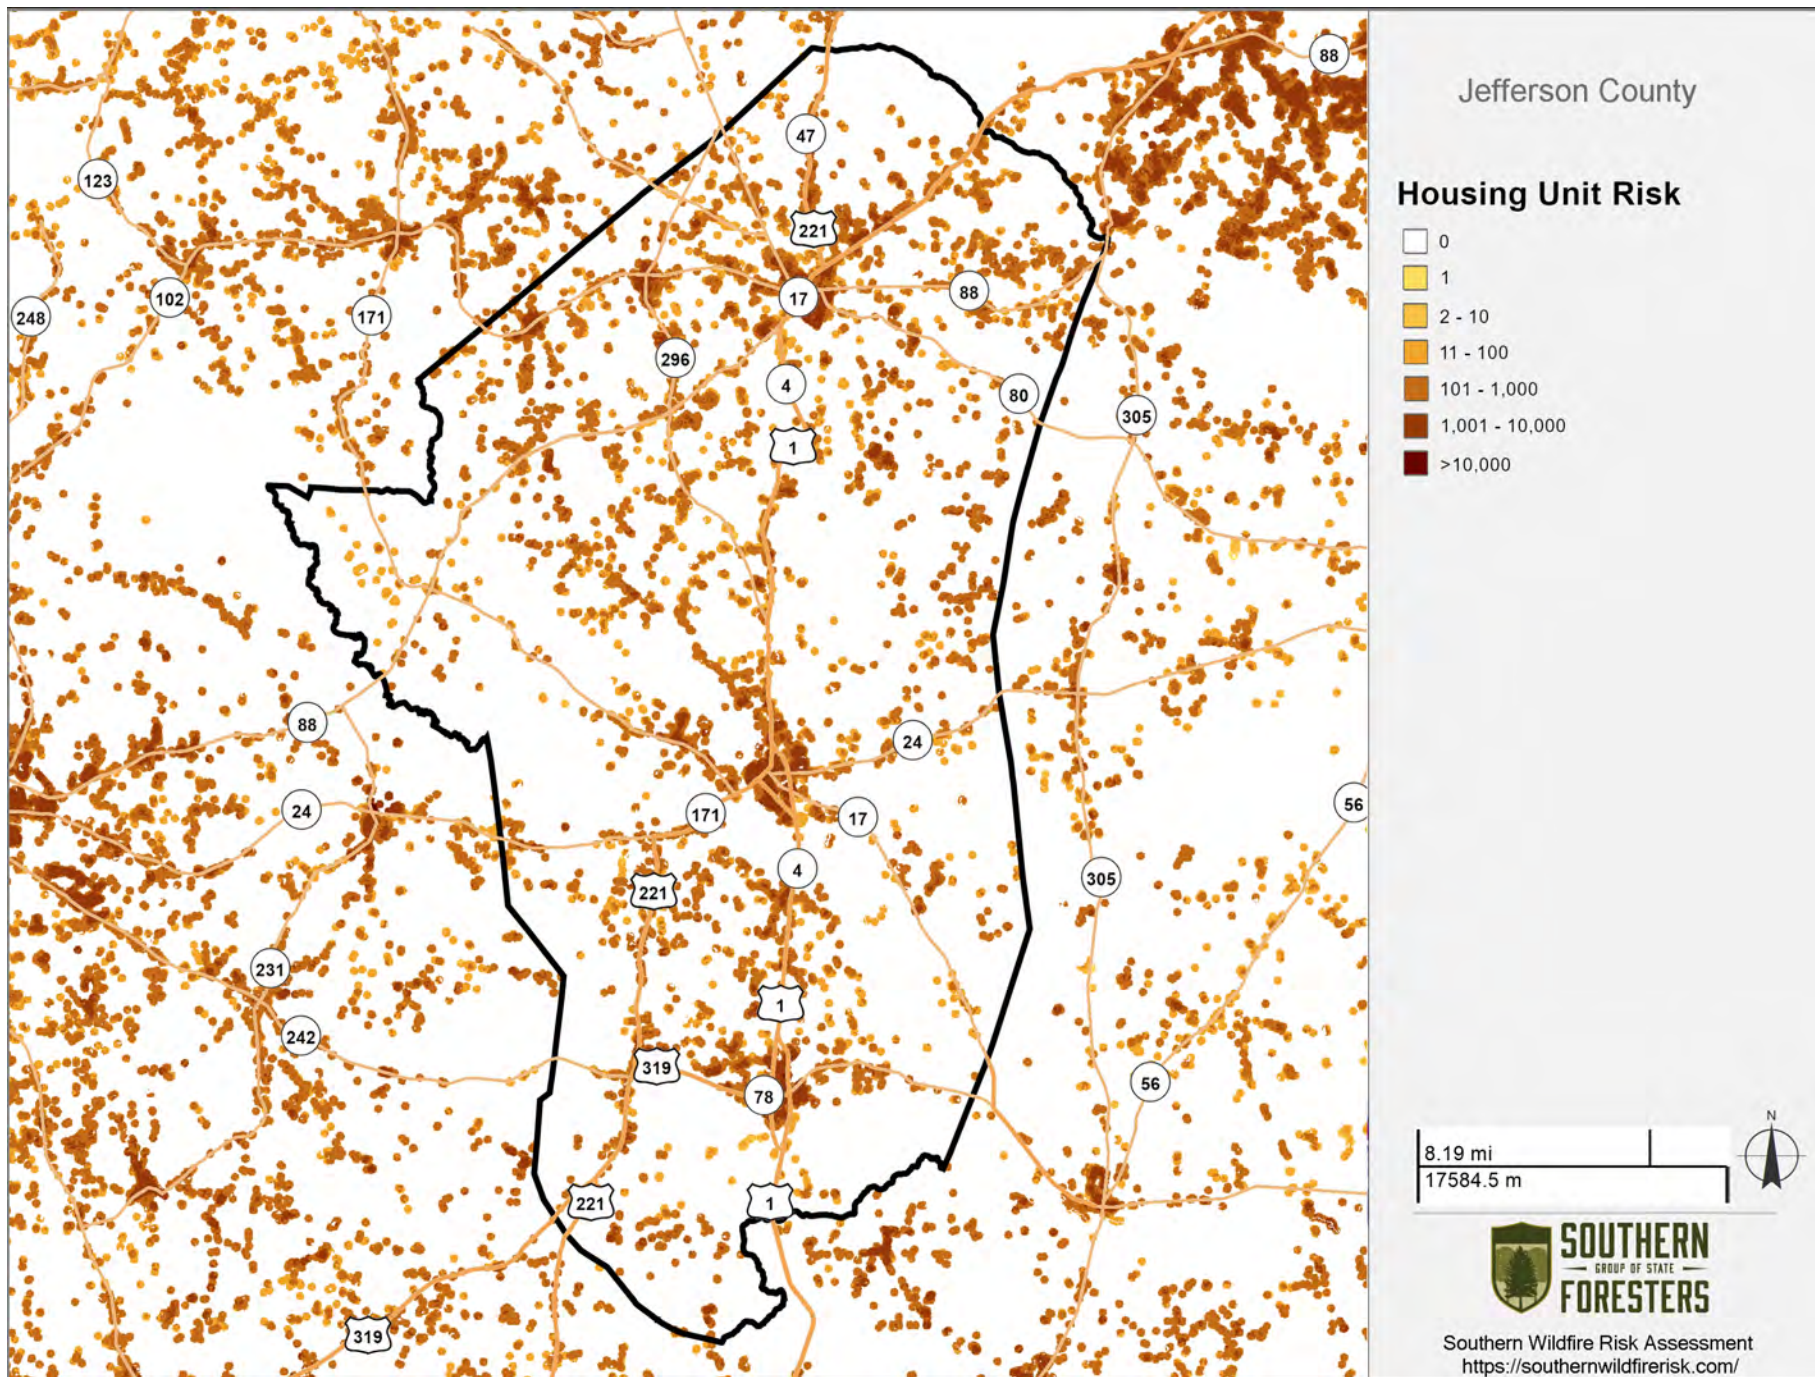 88
47
123
221
102
17
88
248
171
296
4
80
305
1
88
24
24
56
171
17
4
305
221
231
1
242
319
56
78
221
1
319
Jefferson County
Housing Unit Risk
0
1
2 - 10
11 - 100
101 - 1,000
1,001 - 10,000
>10,000
N
8.19 mi
17584.5 m
SOUTHERN
GROUP OF STATE
FORESTERS
Southern Wildfire Risk Assessment
https://southernwildfirerisk.com/